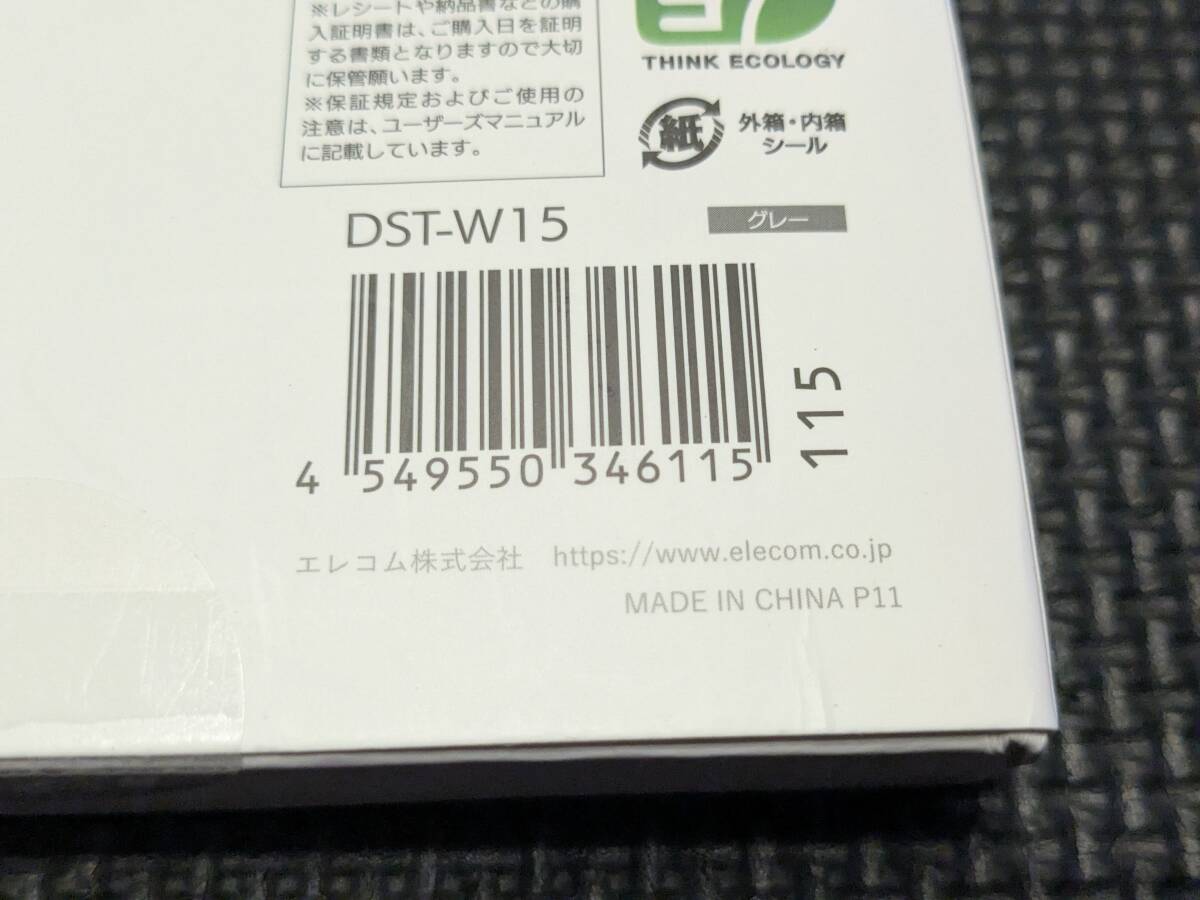 ※レシートや納品書などの購
入証明書は、ご購入日を証明
する書類となりますので大切
に保管願います。
※保証規定およびご使用の
注意は、ユーザーズマニュアル
に記載しています。
THINK ECOLOGY
紙
外箱・内箱
シール
DST-W15
グレー
4 549550 346115
115
エレコム株式会社 https://www.elecom.co.jp
MADE IN CHINA P11